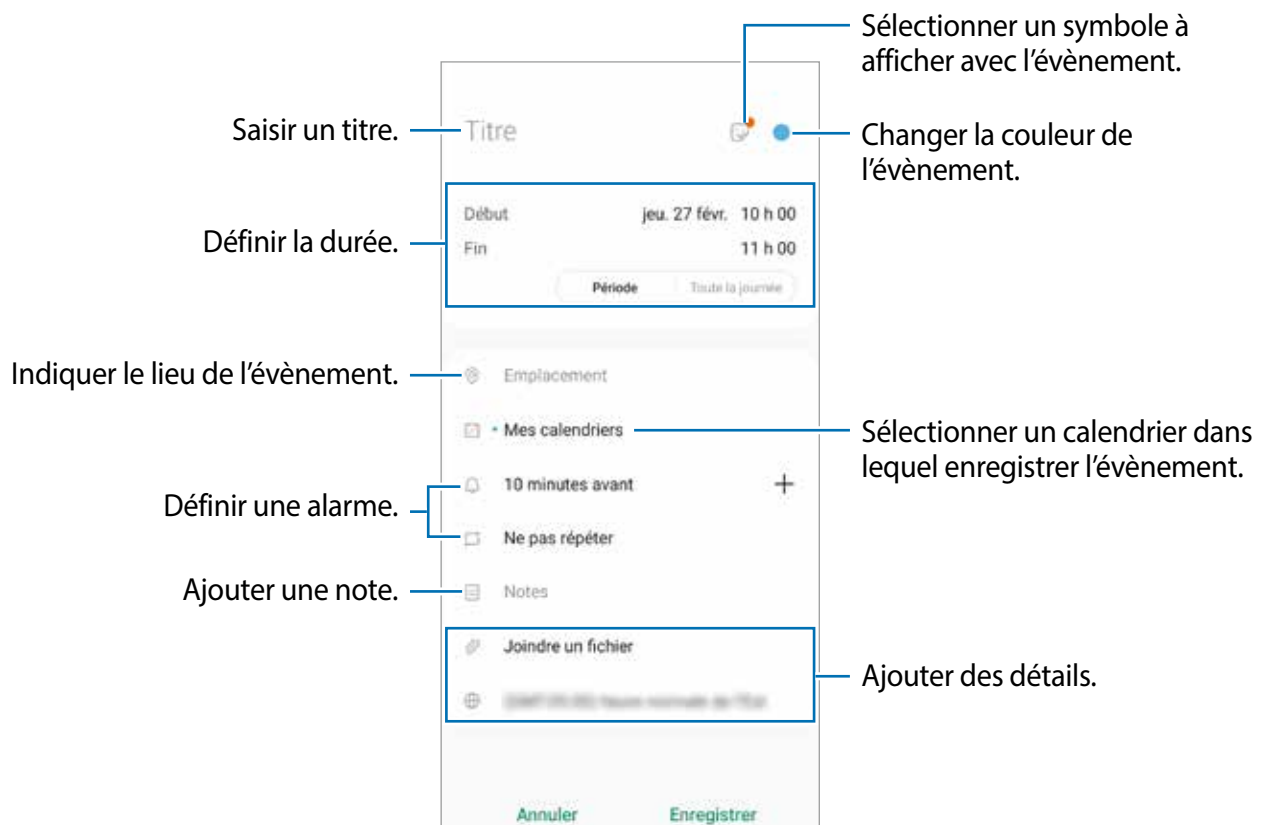 Sélectionner un symbole à
afficher avec l’évènement.
Saisir un titre.
Titre
Changer la couleur de
l’évènement.
Définir la durée.
Début jeu. 27 févr. 10 h 00
Fin 11 h 00
Période Toute la journée
Indiquer le lieu de l’évènement.
Emplacement
Mes calendriers
Sélectionner un calendrier dans
lequel enregistrer l’évènement.
Définir une alarme.
10 minutes avant
Ne pas répéter
Ajouter une note.
Notes
Joindre un fichier
Ajouter des détails.
Annuler Enregistrer